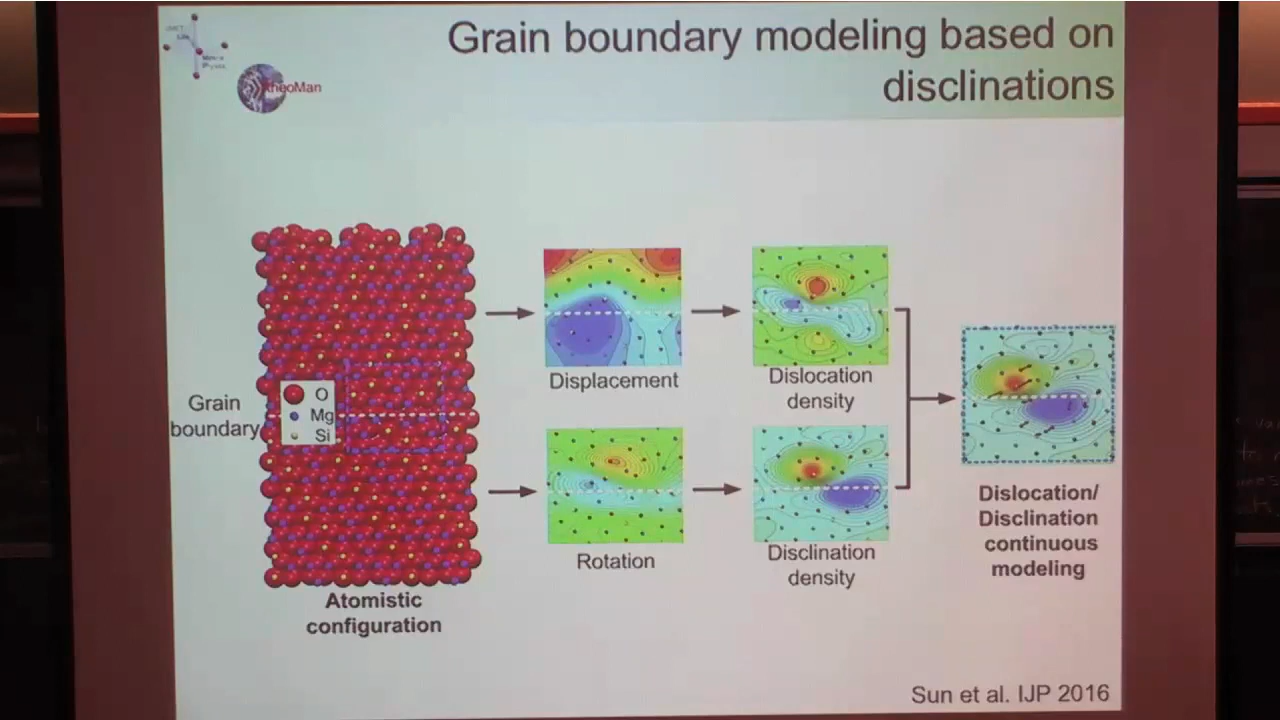 Grain boundary modeling based on
disclinations
RheoMan
Grain
boundary
O
Mg
Si
Atomistic
configuration
Displacement
Rotation
Dislocation
density
Disclination
density
Dislocation/
Disclination
continuous
modeling
Sun et al. IJP 2016